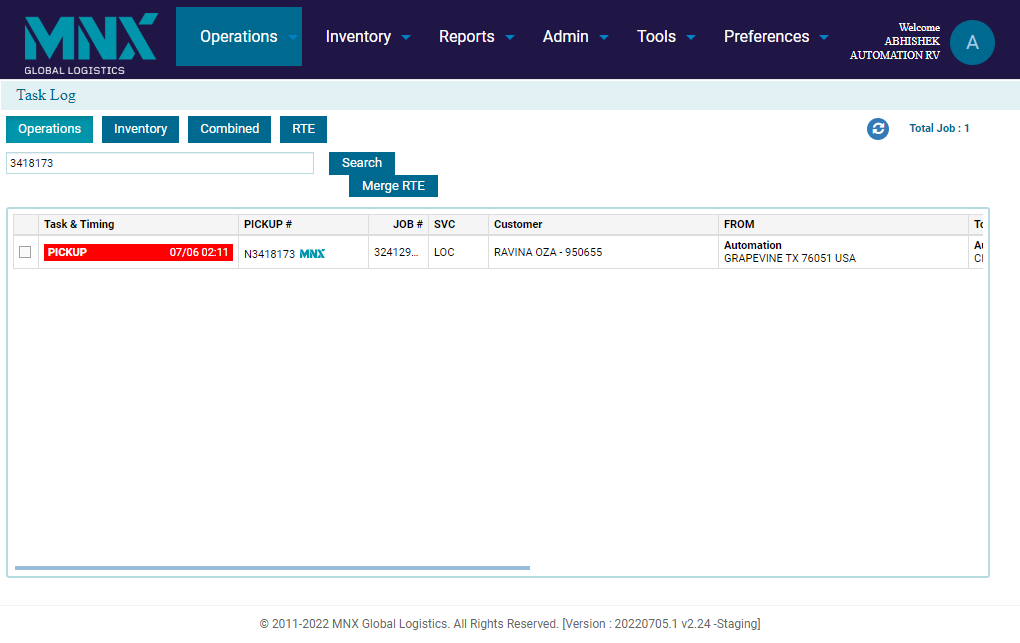 MNX
GLOBAL LOGISTICS
Operations Inventory Reports Admin Tools Preferences
Welcome
ABHISHEK
AUTOMATION RV
A
Task Log
Operations Inventory Combined RTE
Total Job : 1
3418173
Search
Merge RTE
Task & Timing PICKUP # JOB # SVC Customer FROM
PICKUP 07/06 02:11 N3418173 MNX 324129... LOC RAVINA OZA - 950655 Automation
GRAPEVINE TX 76051 USA
© 2011-2022 MNX Global Logistics. All Rights Reserved. [Version : 20220705.1 v2.24 -Staging]